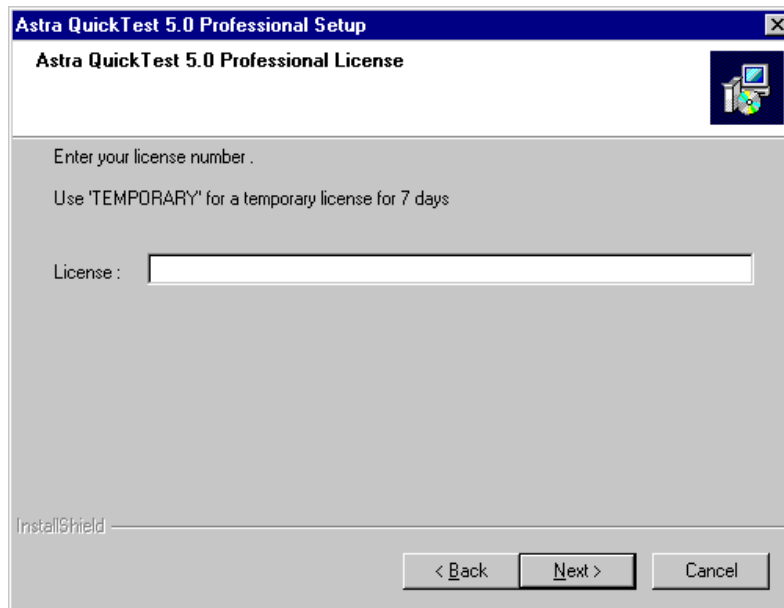 Astra QuickTest 5.0 Professional Setup
Astra QuickTest 5.0 Professional License
Enter your license number .
Use 'TEMPORARY' for a temporary license for 7 days
License :
InstallShield
< Back Next > Cancel